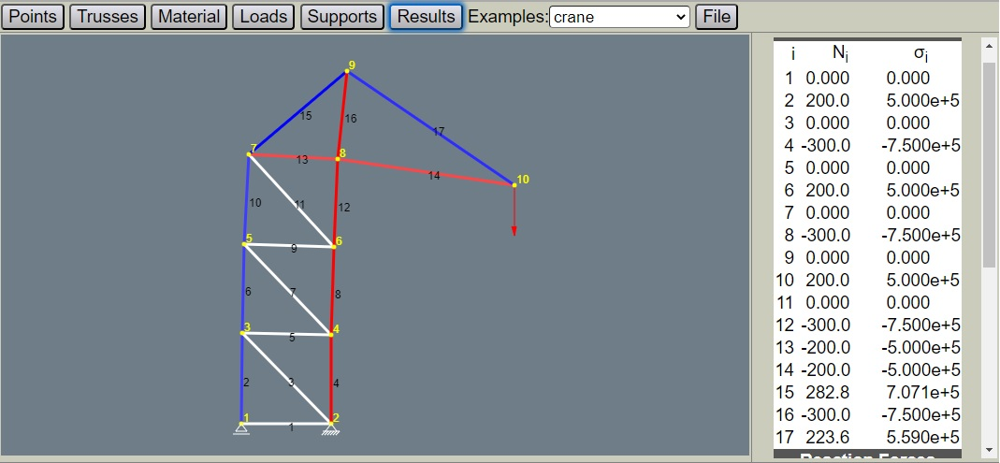 Points Trusses Material Loads Supports Results Examples: crane File
9
15 16 17
7 13 8
14 10
10 11 12
5 9 6
6 7 8
3 5 4
2 3 4
1 1 2
i Ni σi
1 0.000 0.000
2 200.0 5.000e+5
3 0.000 0.000
4 -300.0 -7.500e+5
5 0.000 0.000
6 200.0 5.000e+5
7 0.000 0.000
8 -300.0 -7.500e+5
9 0.000 0.000
10 200.0 5.000e+5
11 0.000 0.000
12 -300.0 -7.500e+5
13 -200.0 -5.000e+5
14 -200.0 -5.000e+5
15 282.8 7.071e+5
16 -300.0 -7.500e+5
17 223.6 5.590e+5
Reaction Forces